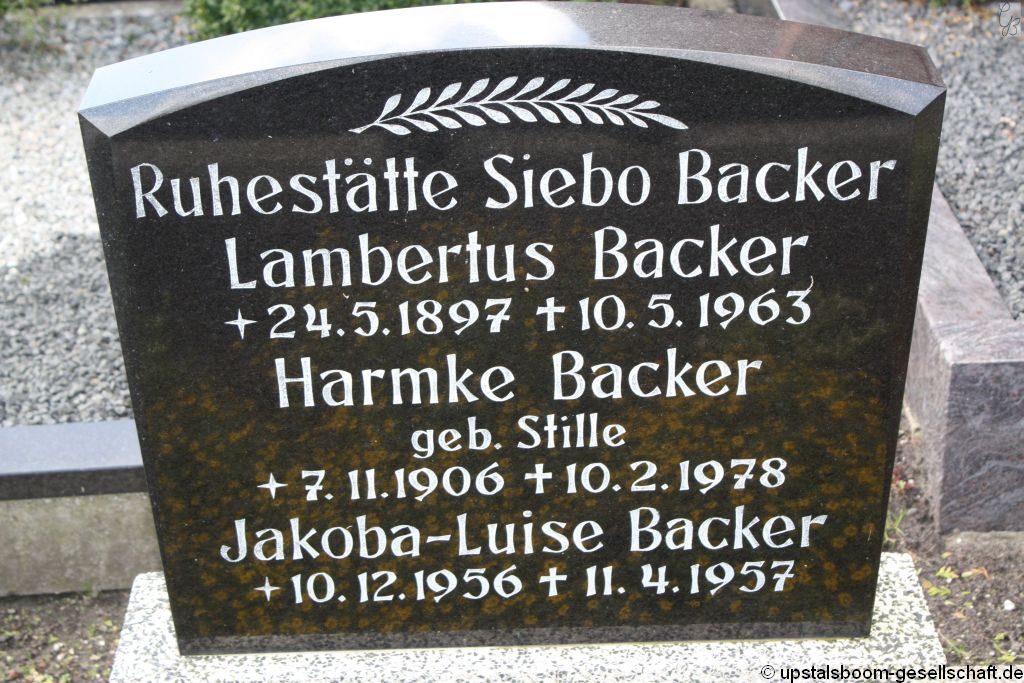 Ruhestätte Siebo Backer
Lambertus Backer
+ 24.5.1897 † 10.5.1963
Harmke Backer
geb. Stille
+ 7.11.1906 † 10.2.1978
Jakoba-Luise Backer
+ 10.12.1956 † 11.4.1957
© upstalsboom-gesellschaft.de